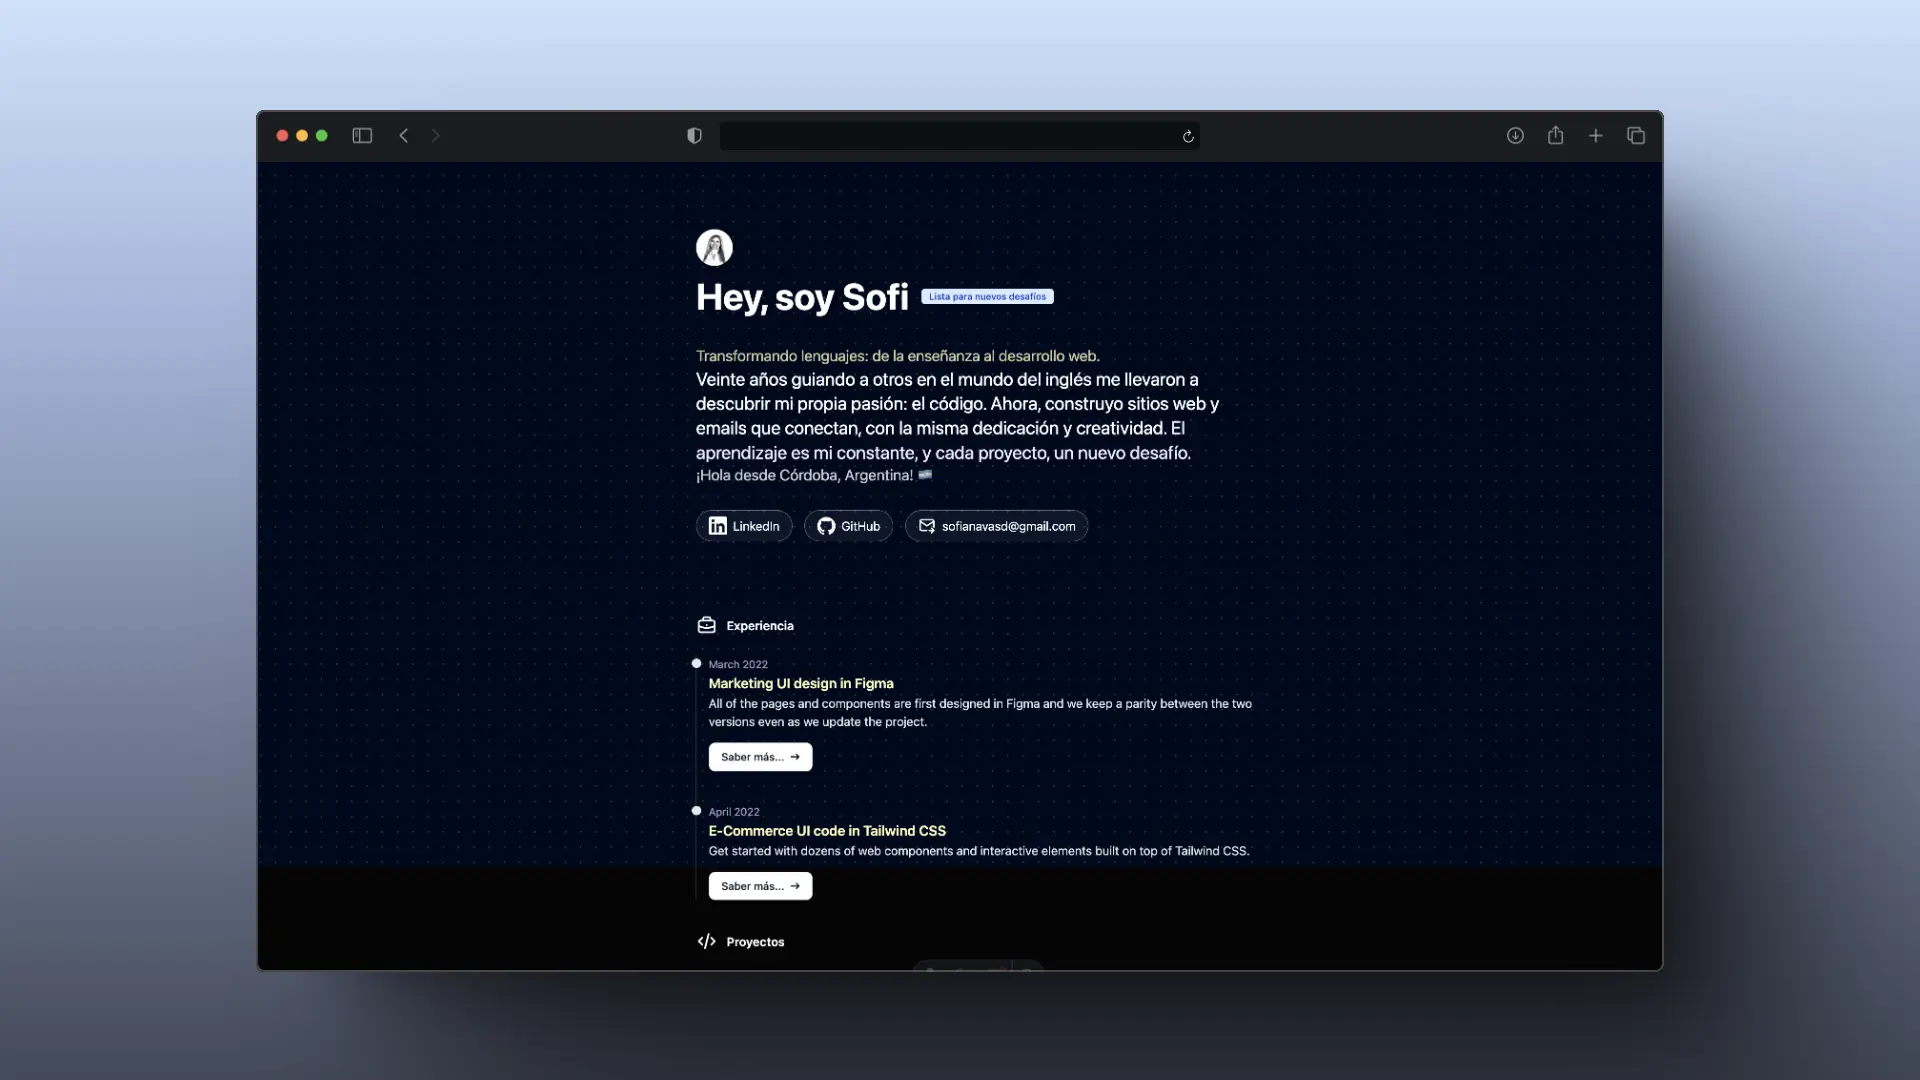 Hey, soy Sofi
Lista para nuevos desafíos
Transformando lenguajes: de la enseñanza al desarrollo web.
Veinte años guiando a otros en el mundo del inglés me llevaron a
descubrir mi propia pasión: el código. Ahora, construyo sitios web y
emails que conectan, con la misma dedicación y creatividad. El
aprendizaje es mi constante, y cada proyecto, un nuevo desafío.
¡Hola desde Córdoba, Argentina! 🇦🇷
LinkedIn
GitHub
sofianavasd@gmail.com
Experiencia
March 2022
Marketing UI design in Figma
All of the pages and components are first designed in Figma and we keep a parity between the two
versions even as we update the project.
Saber más... →
April 2022
E-Commerce UI code in Tailwind CSS
Get started with dozens of web components and interactive elements built on top of Tailwind CSS.
Saber más... →
</> Proyectos